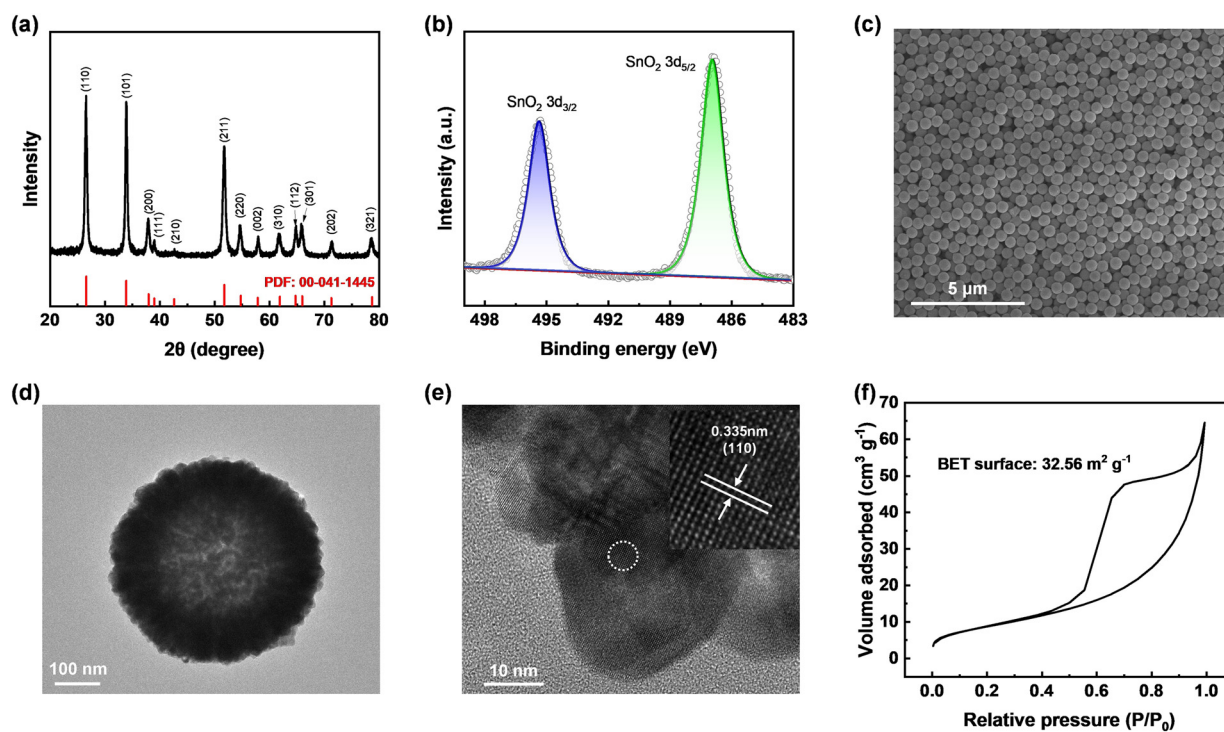 (a)
Intensity
(110)
(101)
(200)
(111)
(210)
(211)
(220)
(002)
(310)
(112)
(301)
(202)
(321)
PDF: 00-041-1445
20 30 40 50 60 70 80
2θ (degree)
(b)
Intensity (a.u.)
SnO₂ 3d₃/₂
SnO₂ 3d₅/₂
498 495 492 489 486 483
Binding energy (eV)
(c)
5 μm
(d)
100 nm
(e)
0.335nm
(110)
10 nm
(f)
Volume adsorbed (cm³ g⁻¹)
70
60
50
40
30
20
10
0
BET surface: 32.56 m² g⁻¹
0.0 0.2 0.4 0.6 0.8 1.0
Relative pressure (P/P₀)